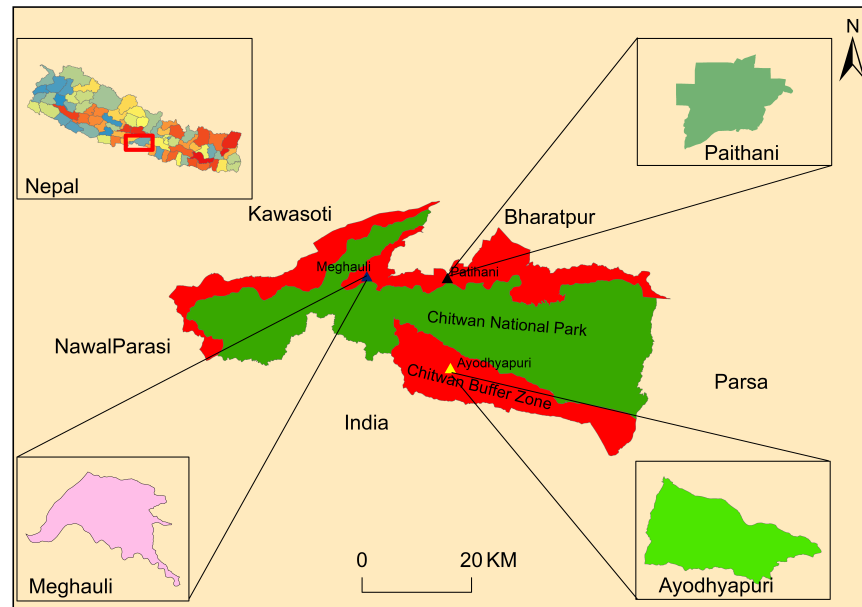 N
Nepal
Paithani
Kawasoti
Bharatpur
Meghauli
Patihani
Chitwan National Park
NawalParasi
Ayodhyapuri
Chitwan Buffer Zone
Parsa
India
0 20 KM
Meghauli
Ayodhyapuri